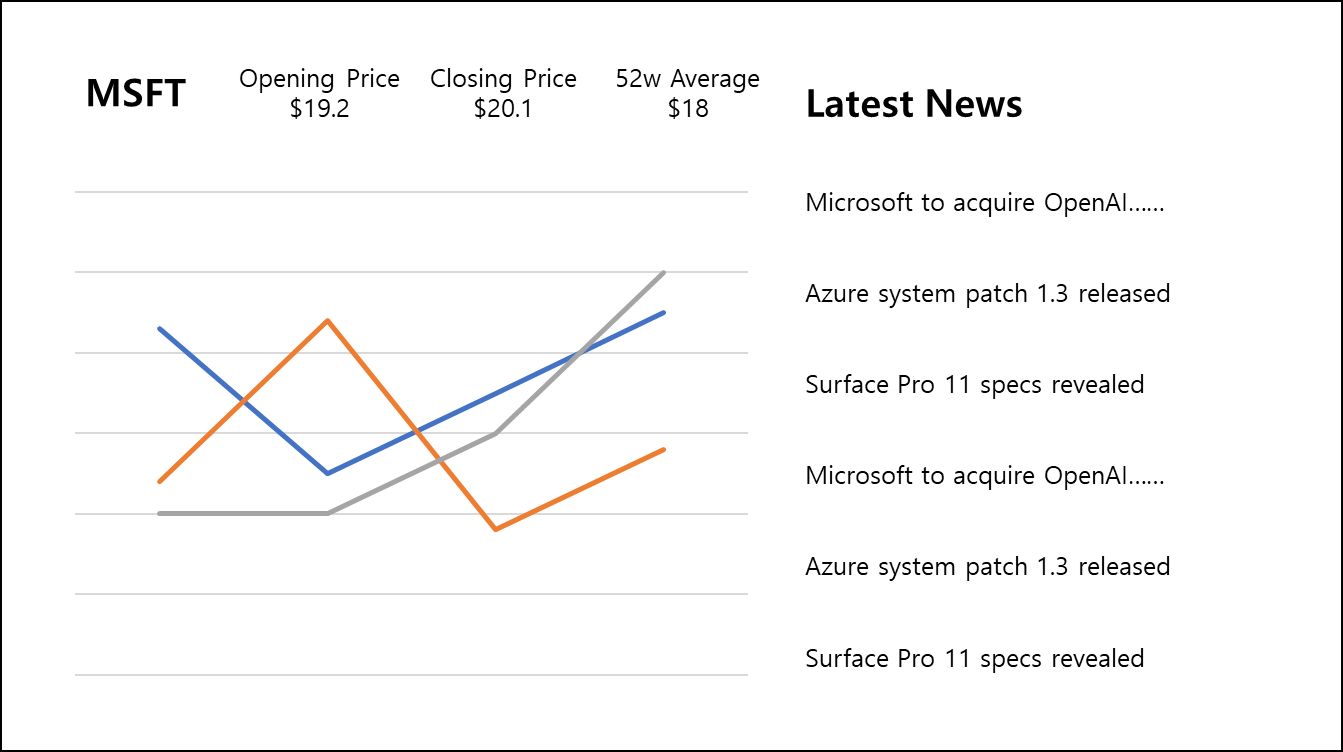 MSFT
Opening Price
$19.2
Closing Price
$20.1
52w Average
$18
Latest News
Microsoft to acquire OpenAI……
Azure system patch 1.3 released
Surface Pro 11 specs revealed
Microsoft to acquire OpenAI……
Azure system patch 1.3 released
Surface Pro 11 specs revealed